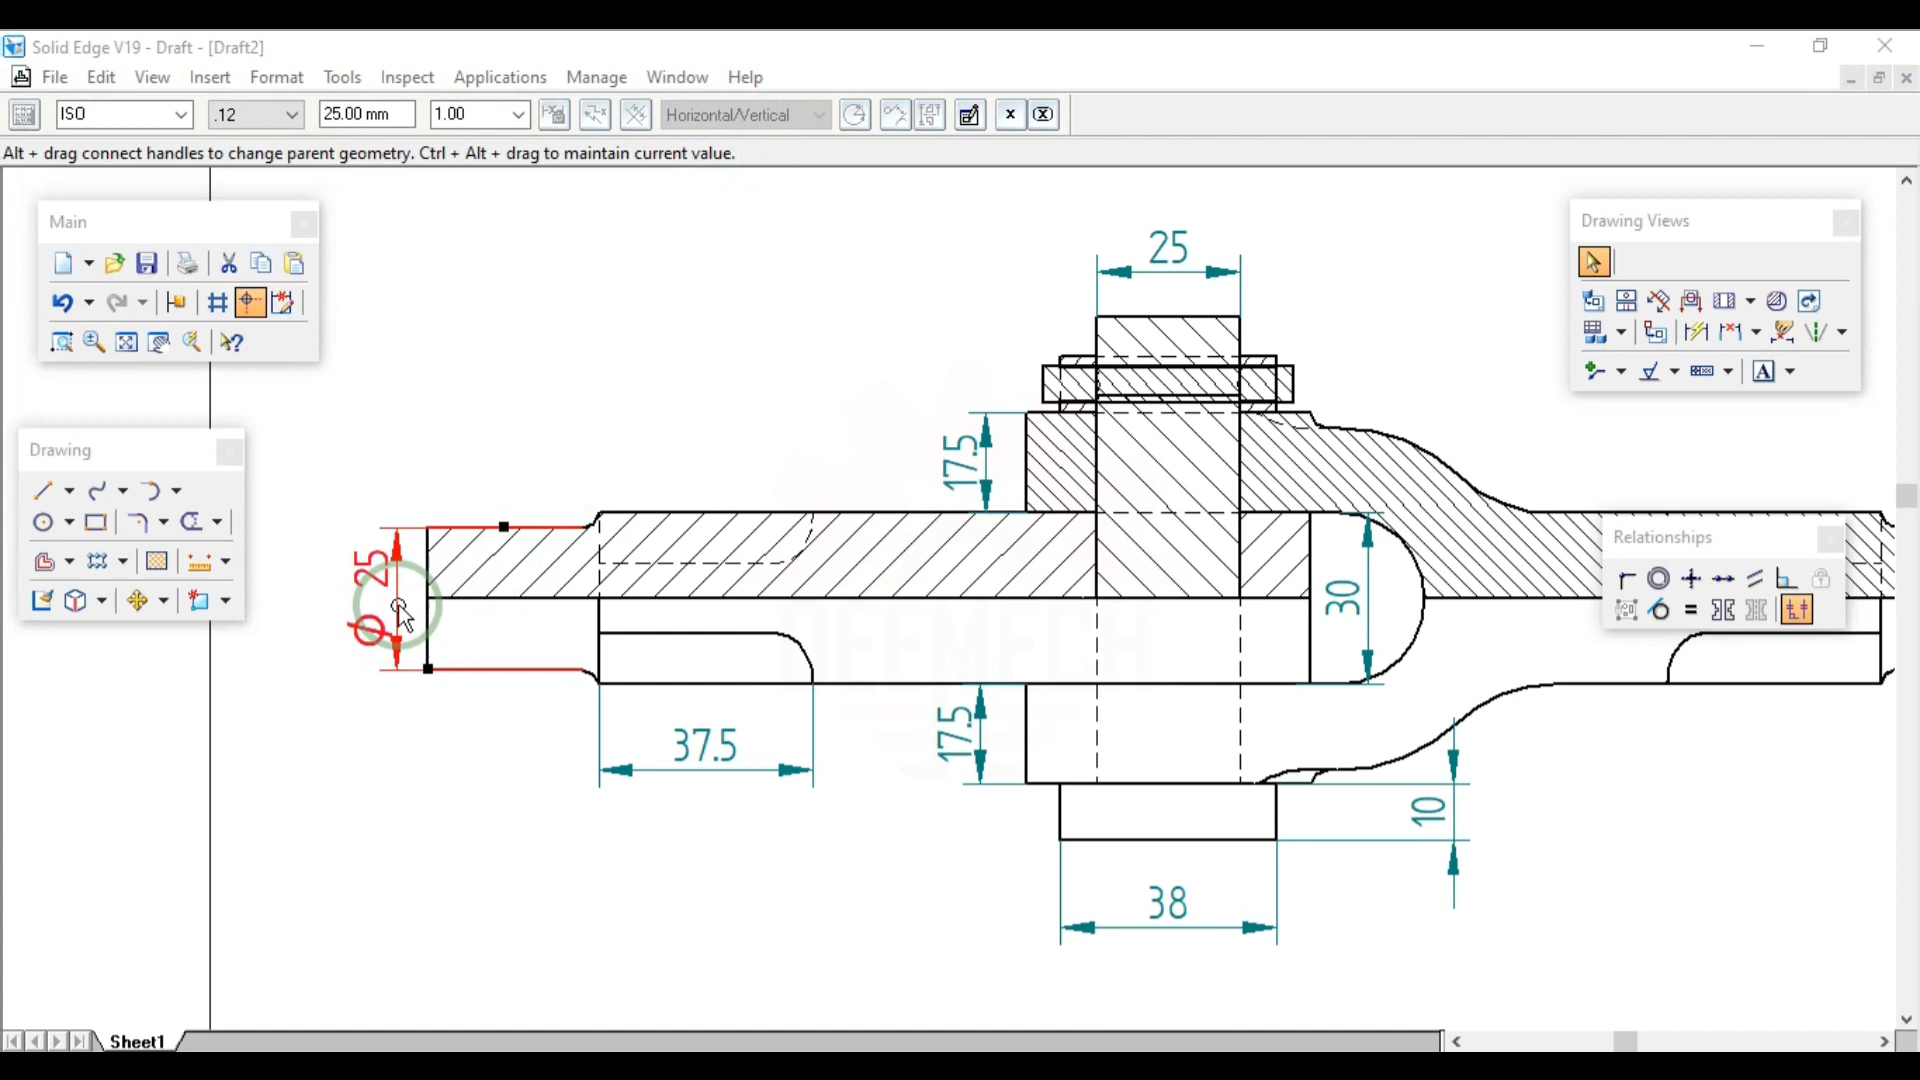 Solid Edge V19 - Draft - [Draft2]
File Edit View Insert Format Tools Inspect Applications Manage Window Help
ISO .12 25.00 mm 1.00 Horizontal/Vertical
Alt + drag connect handles to change parent geometry. Ctrl + Alt + drag to maintain current value.
Main
Drawing Views
A
Drawing
Relationships
25
17.5
ϕ 25
30
37.5
17.5
10
38
Sheet1